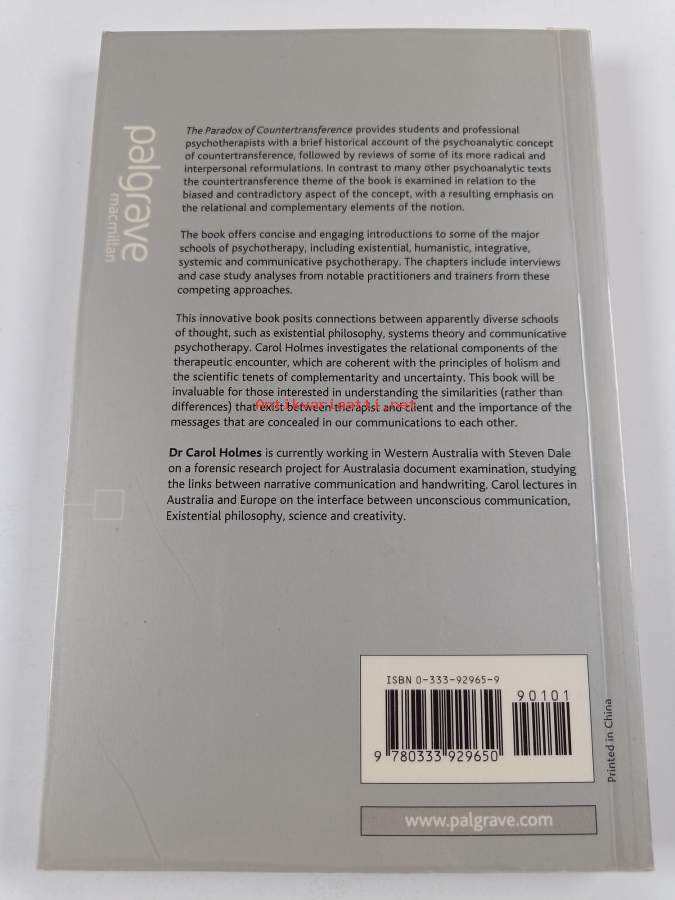 palgrave
macmillan
The Paradox of Countertransference provides students and professional
psychotherapists with a brief historical account of the psychoanalytic concept
of countertransference, followed by reviews of some of its more radical and
interpersonal reformulations. In contrast to many other psychoanalytic texts
the countertransference theme of the book is examined in relation to the
biased and contradictory aspect of the concept, with a resulting emphasis on
the relational and complementary elements of the notion.
The book offers concise and engaging introductions to some of the major
schools of psychotherapy, including existential, humanistic, integrative,
systemic and communicative psychotherapy. The chapters include interviews
and case study analyses from notable practitioners and trainers from these
competing approaches.
This innovative book posits connections between apparently diverse schools
of thought, such as existential philosophy, systems theory and communicative
psychotherapy. Carol Holmes investigates the relational components of the
therapeutic encounter, which are coherent with the principles of holism and
the scientific tenets of complementarity and uncertainty. This book will be
invaluable for those interested in understanding the similarities (rather than
differences) that exist between therapist and client and the importance of the
Antikvariaatti.net
messages that are concealed in our communications to each other.
Dr Carol Holmes is currently working in Western Australia with Steven Dale
on a forensic research project for Australasia document examination, studying
the links between narrative communication and handwriting. Carol lectures in
Australia and Europe on the interface between unconscious communication,
Existential philosophy, science and creativity.
ISBN 0-333-92965-9
90101
9 780333 929650
Printed in China
www.palgrave.com